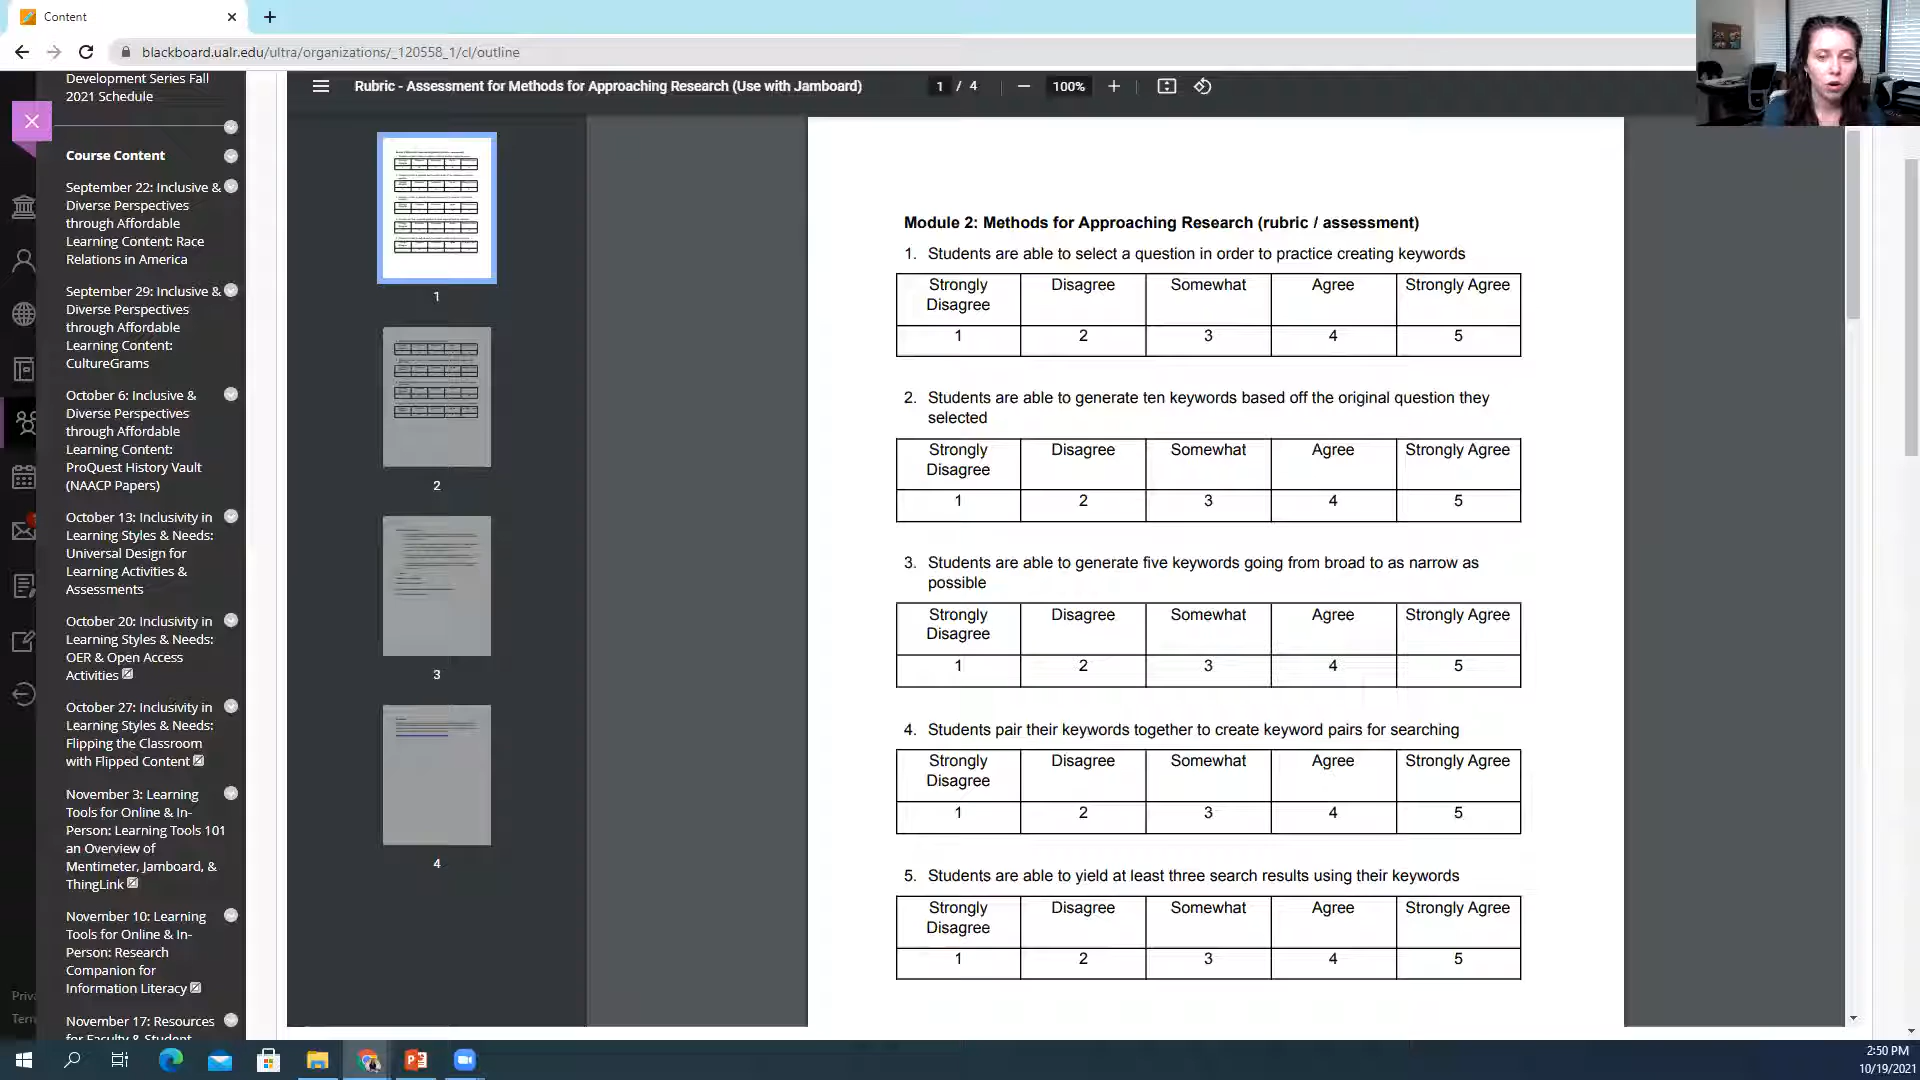 Content
blackboard.ualr.edu/ultra/organizations/_120558_1/cl/outline
Development Series Fall
2021 Schedule
Course Content
September 22: Inclusive &
Diverse Perspectives
through Affordable
Learning Content: Race
Relations in America
September 29: Inclusive &
Diverse Perspectives
through Affordable
Learning Content:
CultureGrams
October 6: Inclusive &
Diverse Perspectives
through Affordable
Learning Content:
ProQuest History Vault
(NAACP Papers)
October 13: Inclusivity in
Learning Styles & Needs:
Universal Design for
Learning Activities &
Assessments
October 20: Inclusivity in
Learning Styles & Needs:
OER & Open Access
Activities
October 27: Inclusivity in
Learning Styles & Needs:
Flipping the Classroom
with Flipped Content
November 3: Learning
Tools for Online & In-
Person: Learning Tools 101
an Overview of
Mentimeter, Jamboard, &
ThingLink
November 10: Learning
Tools for Online & In-
Person: Research
Companion for
Information Literacy
November 17: Resources
for Faculty & Student
Priva
Term
Rubric - Assessment for Methods for Approaching Research (Use with Jamboard)
1 / 4
100%
1
2
3
4
Module 2: Methods for Approaching Research (rubric / assessment)
1. Students are able to select a question in order to practice creating keywords
Strongly Disagree Disagree Somewhat Agree Strongly Agree
1 2 3 4 5
2. Students are able to generate ten keywords based off the original question they
selected
Strongly Disagree Disagree Somewhat Agree Strongly Agree
1 2 3 4 5
3. Students are able to generate five keywords going from broad to as narrow as
possible
Strongly Disagree Disagree Somewhat Agree Strongly Agree
1 2 3 4 5
4. Students pair their keywords together to create keyword pairs for searching
Strongly Disagree Disagree Somewhat Agree Strongly Agree
1 2 3 4 5
5. Students are able to yield at least three search results using their keywords
Strongly Disagree Disagree Somewhat Agree Strongly Agree
1 2 3 4 5
2:50 PM
10/19/2021